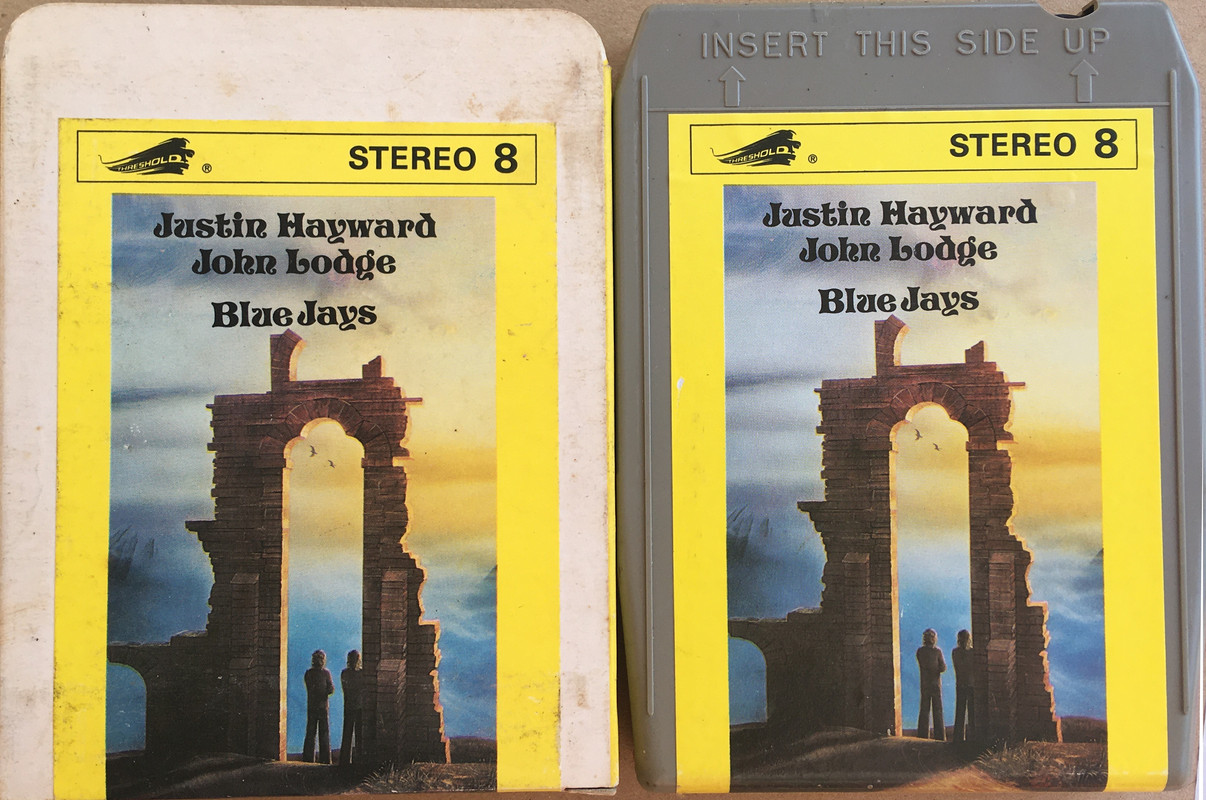 THRESHOLD ®
STEREO 8
Justin Hayward
John Lodge
Blue Jays
INSERT THIS SIDE UP
THRESHOLD ®
STEREO 8
Justin Hayward
John Lodge
Blue Jays